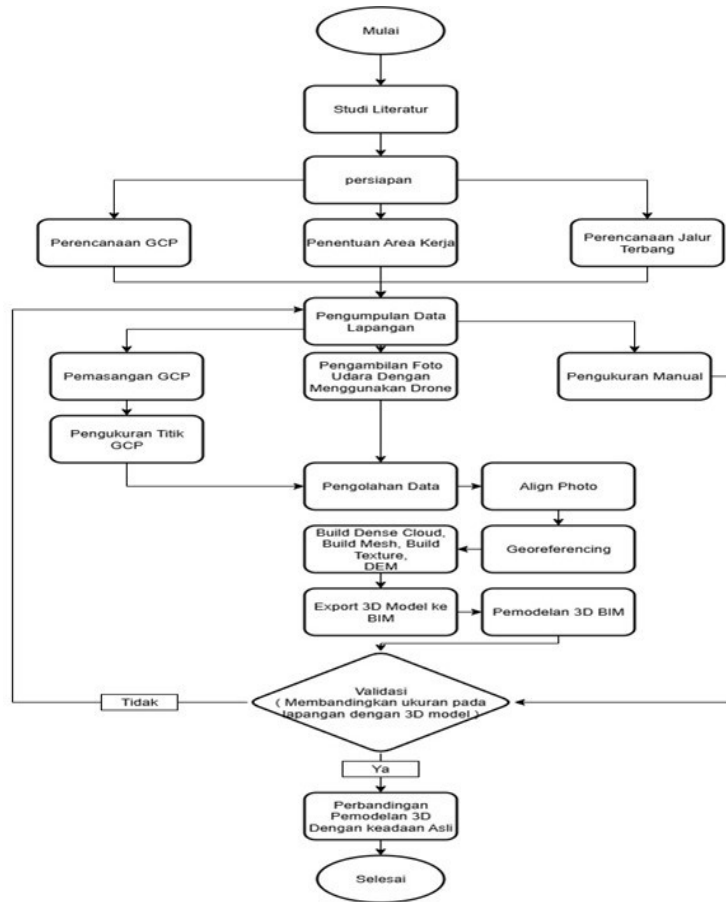 Mulai
Studi Literatur
persiapan
Perencanaan GCP
Penentuan Area Kerja
Perencanaan Jalur
Terbang
Pengumpulan Data
Lapangan
Pemasangan GCP
Pengambilan Foto
Udara Dengan
Menggunakan Drone
Pengukuran Manual
Pengukuran Titik
GCP
Pengolahan Data
Align Photo
Build Dense Cloud,
Build Mesh, Build
Texture,
DEM
Georeferencing
Export 3D Model ke
BIM
Pemodelan 3D BIM
Validasi
( Membandingkan ukuran pada
lapangan dengan 3D model )
Tidak
Ya
Perbandingan
Pemodelan 3D
Dengan keadaan Asli
Selesai